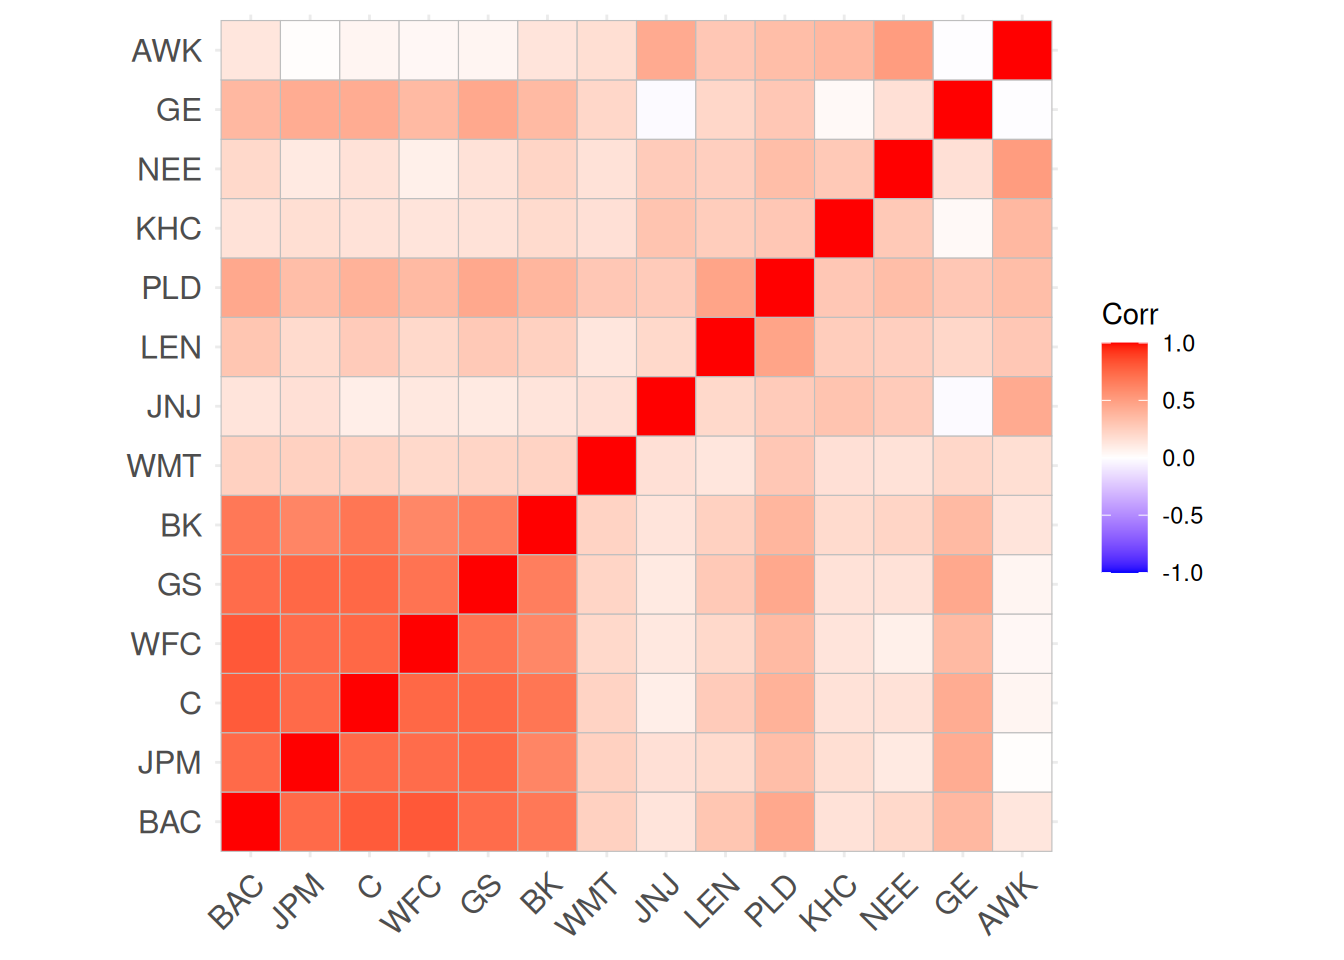 AWK
GE
NEE
KHC
PLD
LEN
JNJ
WMT
BK
GS
WFC
C
JPM
BAC
BAC JPM C WFC GS BK WMT JNJ LEN PLD KHC NEE GE AWK
Corr
1.0
0.5
0.0
-0.5
-1.0